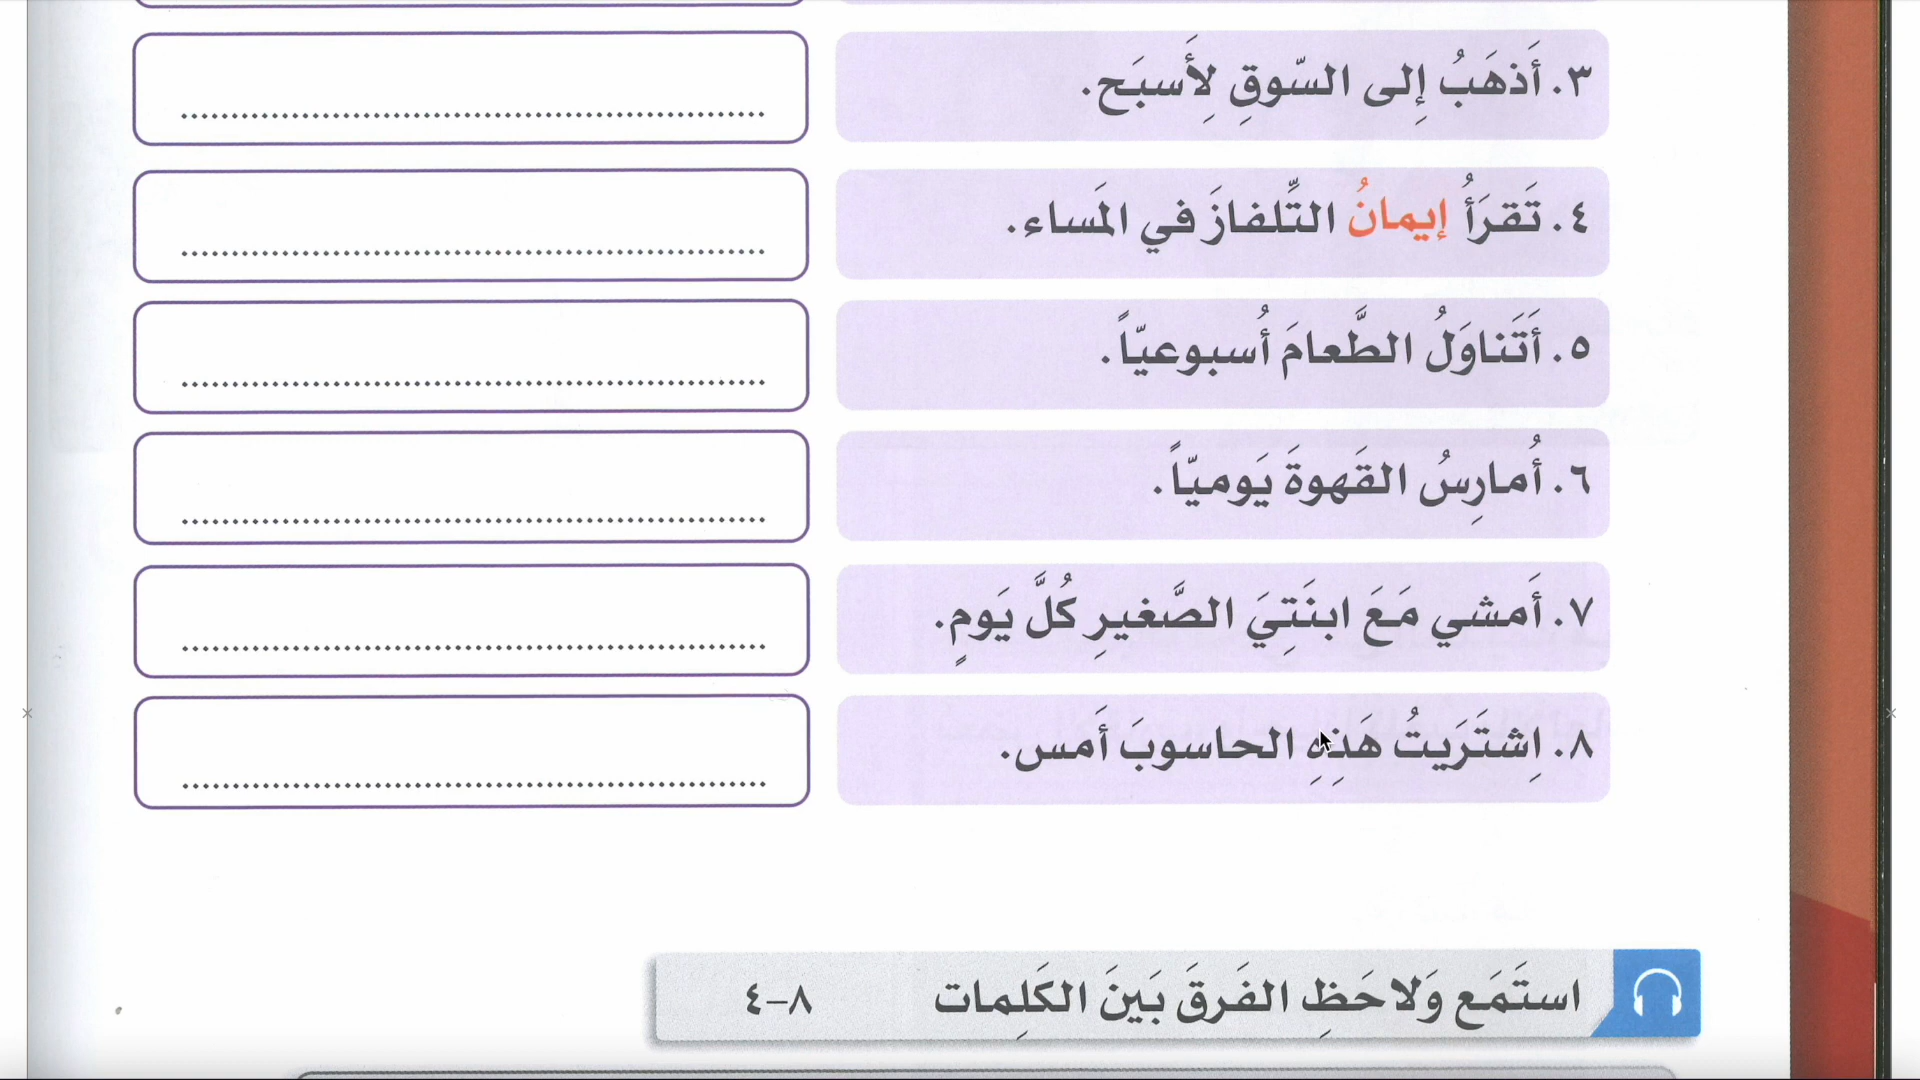 ٣. أَذهَبُ إِلى السّوقِ لِأَسبَح.
٤. تَقرَأُ إيمانُ التِّلفازَ في المَساء.
٥. أَتَناوَلُ الطَّعامَ أُسبوعيّاً.
٦. أُمارِسُ القَهوةَ يَوميّاً.
٧. أَمشي مَعَ ابنَتِيَ الصَّغيرِ كُلَّ يَومٍ.
٨. اِشتَرَيتُ هَذِهِ الحاسوبَ أَمس.
استَمَع وَلاحَظِ الفَرقَ بَينَ الكَلِمات ٨-٤